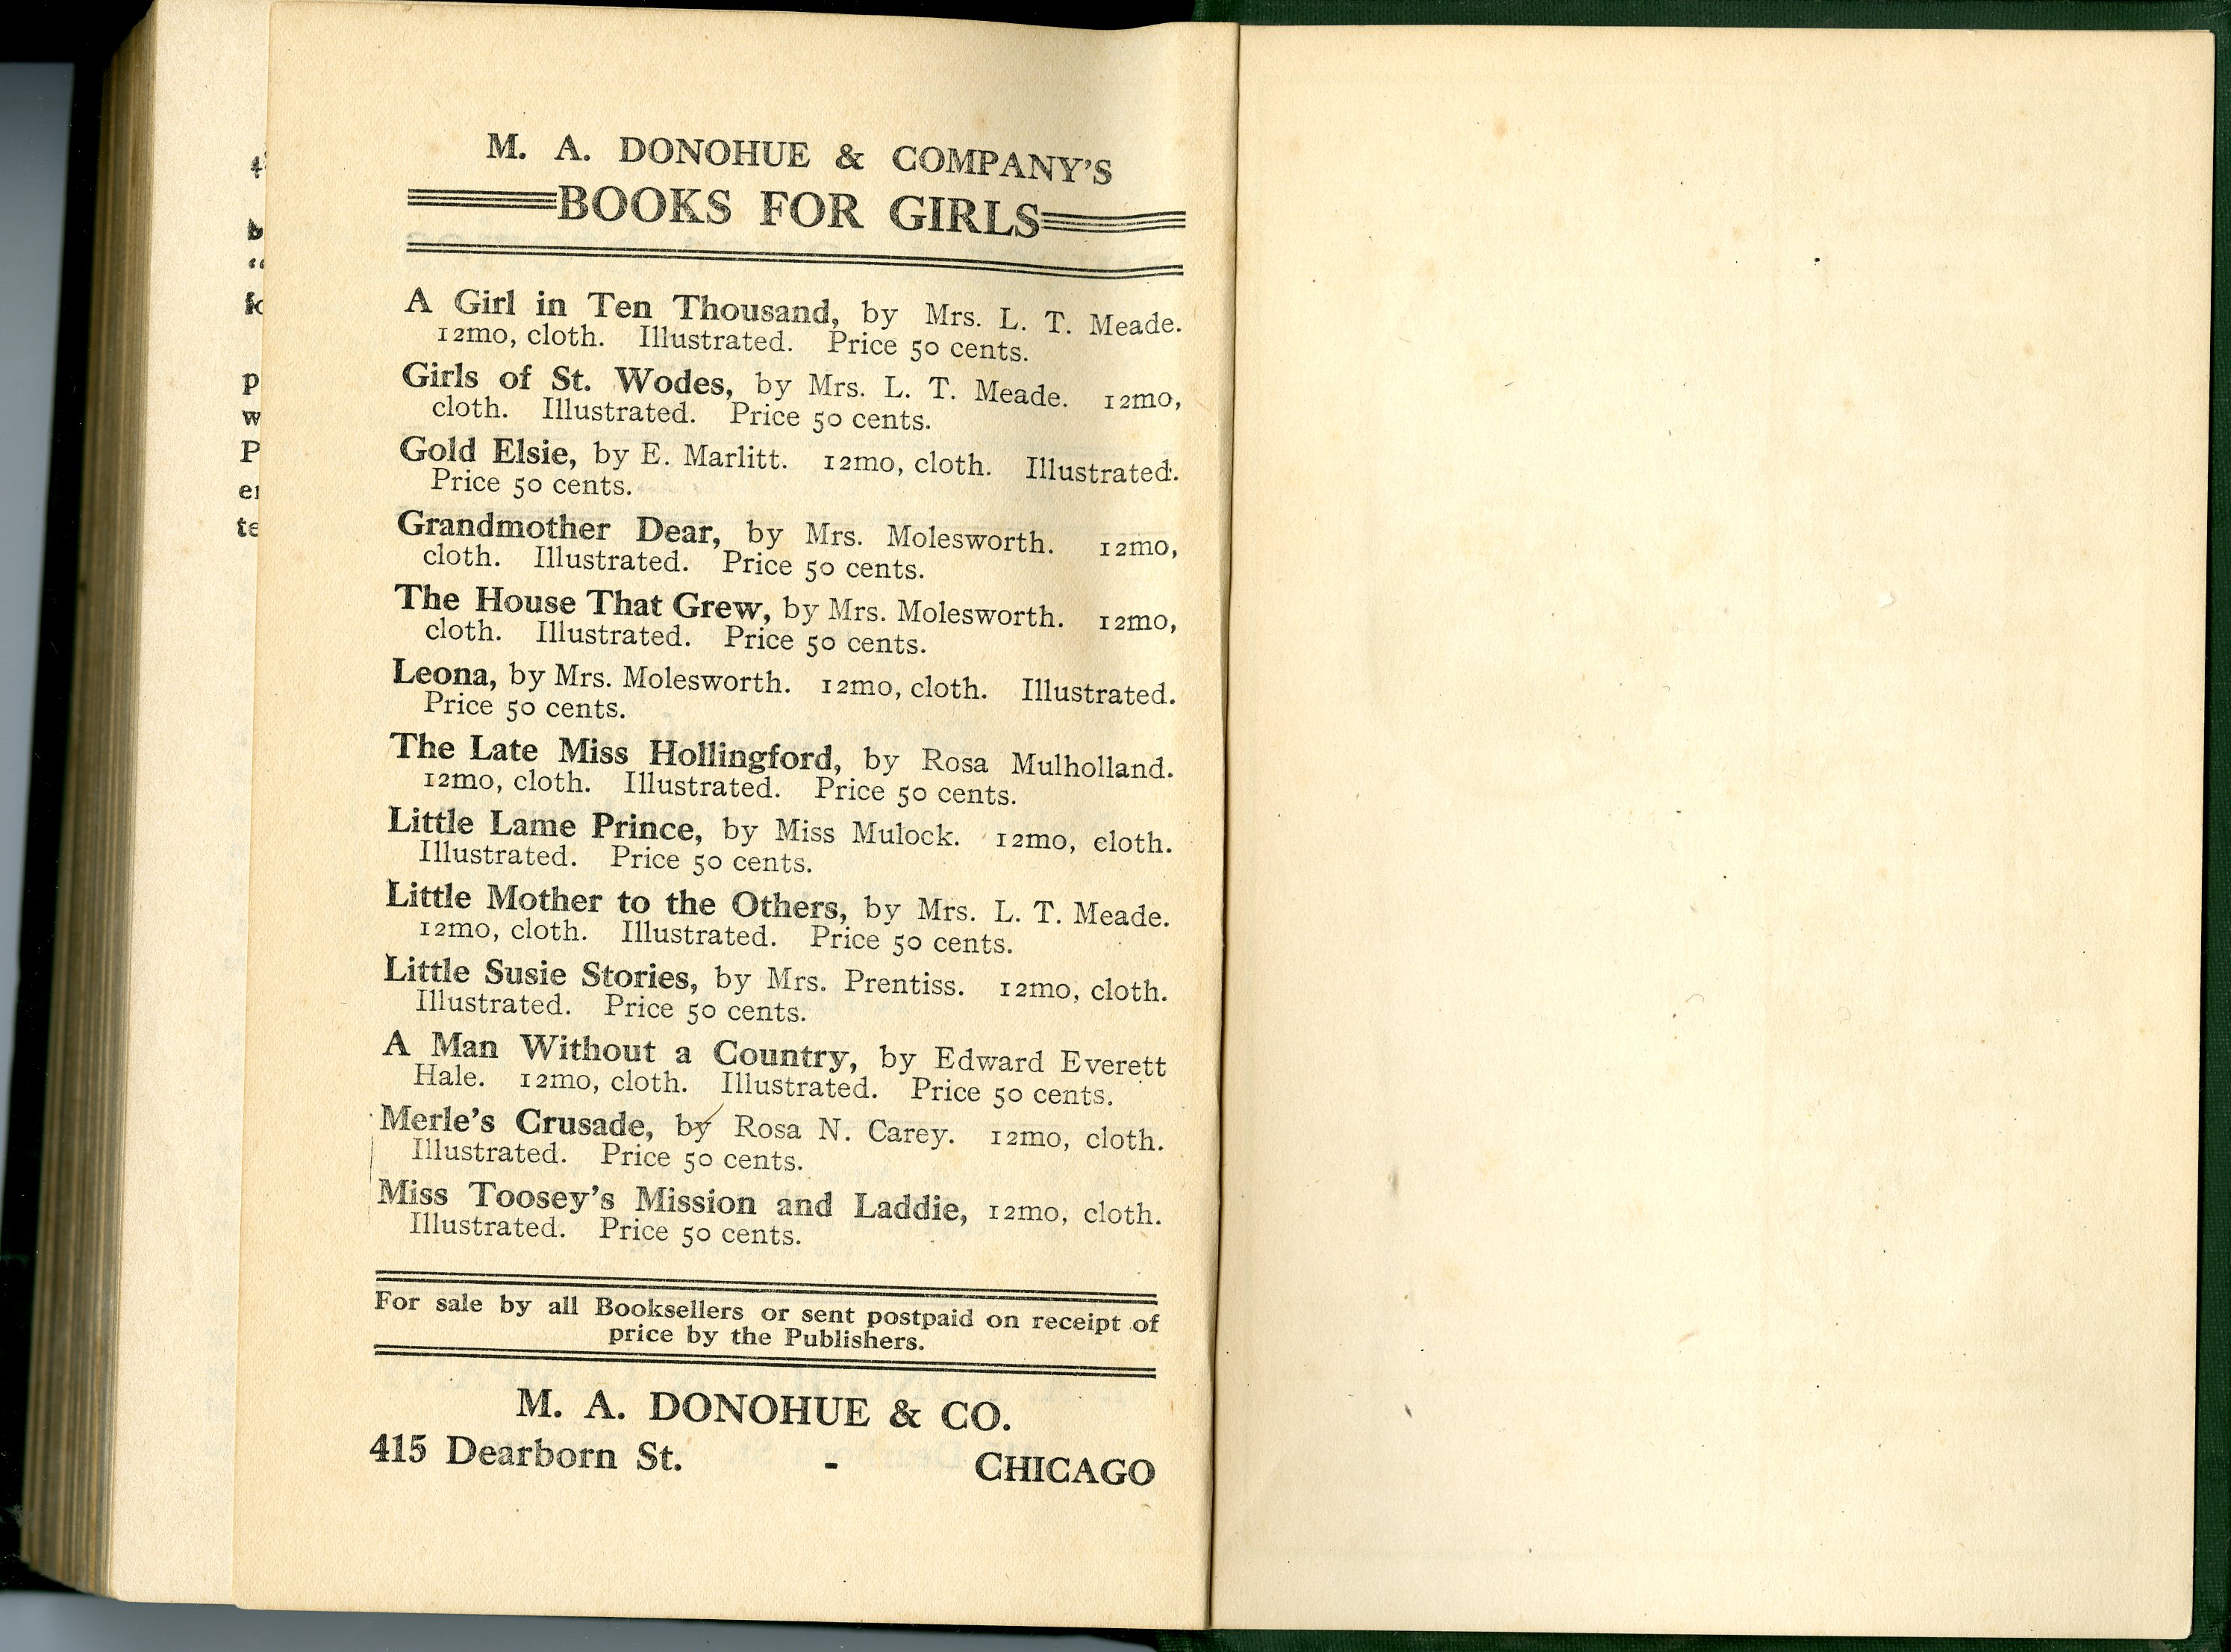 M. A. DONOHUE & COMPANY'S
BOOKS FOR GIRLS
A Girl in Ten Thousand, by Mrs. L. T. Meade.
12mo, cloth. Illustrated. Price 50 cents.
Girls of St. Wodes, by Mrs. L. T. Meade. 12mo,
cloth. Illustrated. Price 50 cents.
Gold Elsie, by E. Marlitt. 12mo, cloth. Illustrated.
Price 50 cents.
Grandmother Dear, by Mrs. Molesworth. 12mo,
cloth. Illustrated. Price 50 cents.
The House That Grew, by Mrs. Molesworth. 12mo,
cloth. Illustrated. Price 50 cents.
Leona, by Mrs. Molesworth. 12mo, cloth. Illustrated.
Price 50 cents.
The Late Miss Hollingford, by Rosa Mulholland.
12mo, cloth. Illustrated. Price 50 cents.
Little Lame Prince, by Miss Mulock. 12mo, cloth.
Illustrated. Price 50 cents.
Little Mother to the Others, by Mrs. L. T. Meade.
12mo, cloth. Illustrated. Price 50 cents.
Little Susie Stories, by Mrs. Prentiss. 12mo, cloth.
Illustrated. Price 50 cents.
A Man Without a Country, by Edward Everett
Hale. 12mo, cloth. Illustrated. Price 50 cents.
Merle's Crusade, by Rosa N. Carey. 12mo, cloth.
Illustrated. Price 50 cents.
Miss Toosey's Mission and Laddie, 12mo, cloth.
Illustrated. Price 50 cents.
For sale by all Booksellers or sent postpaid on receipt of
price by the Publishers.
M. A. DONOHUE & CO.
415 Dearborn St. - CHICAGO